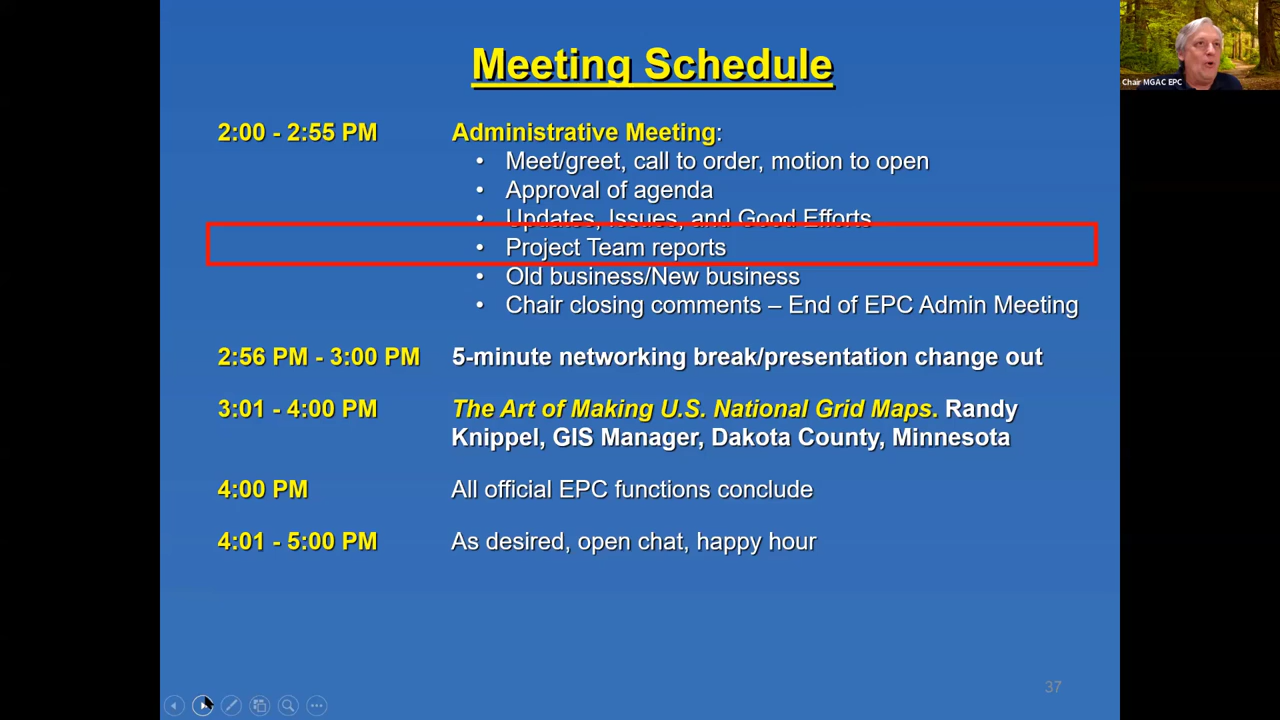 Meeting Schedule
Chair MGAC EPC
2:00 - 2:55 PM Administrative Meeting:
• Meet/greet, call to order, motion to open
• Approval of agenda
• Updates, Issues, and Good Efforts
• Project Team reports
• Old business/New business
• Chair closing comments – End of EPC Admin Meeting
2:56 PM - 3:00 PM 5-minute networking break/presentation change out
3:01 - 4:00 PM The Art of Making U.S. National Grid Maps. Randy
Knippel, GIS Manager, Dakota County, Minnesota
4:00 PM All official EPC functions conclude
4:01 - 5:00 PM As desired, open chat, happy hour
37